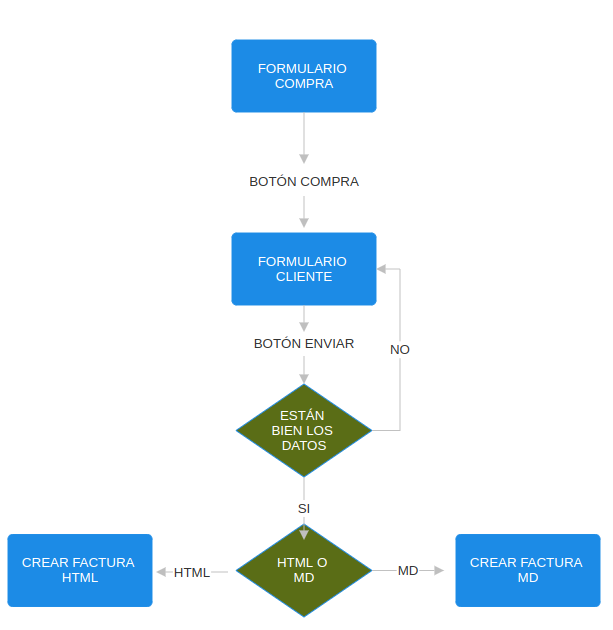 FORMULARIO
COMPRA
BOTÓN COMPRA
FORMULARIO
CLIENTE
BOTÓN ENVIAR
NO
ESTÁN
BIEN LOS
DATOS
SI
HTML O
MD
HTML
MD
CREAR FACTURA
HTML
CREAR FACTURA
MD